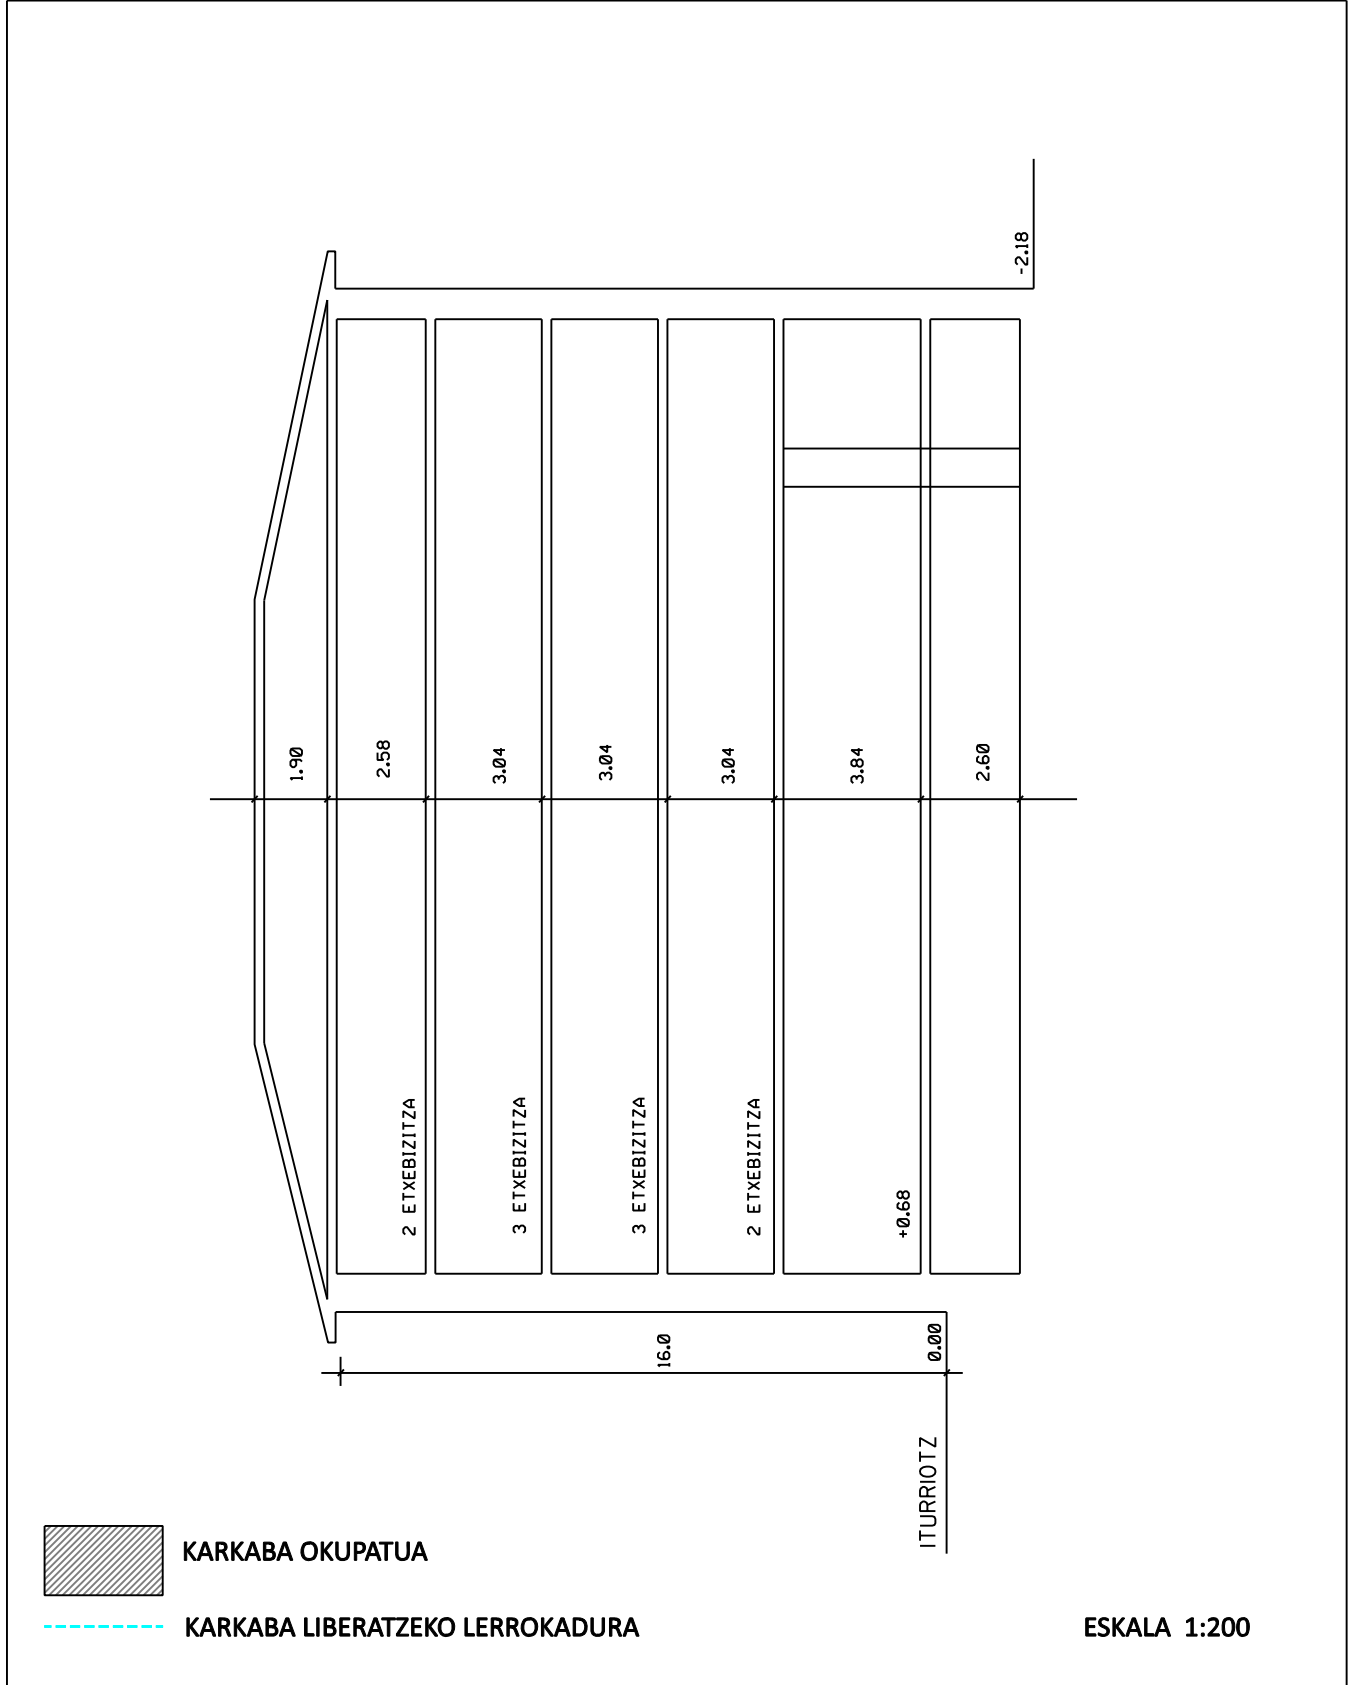 -2.18
1.90
2.58
3.04
3.04
3.04
3.84
2.60
2 ETXEBIZITZA
3 ETXEBIZITZA
3 ETXEBIZITZA
2 ETXEBIZITZA
+0.68
16.0
0.00
ITURRIOTZ
KARKABA OKUPATUA
KARKABA LIBERATZEKO LERROKADURA
ESKALA 1:200